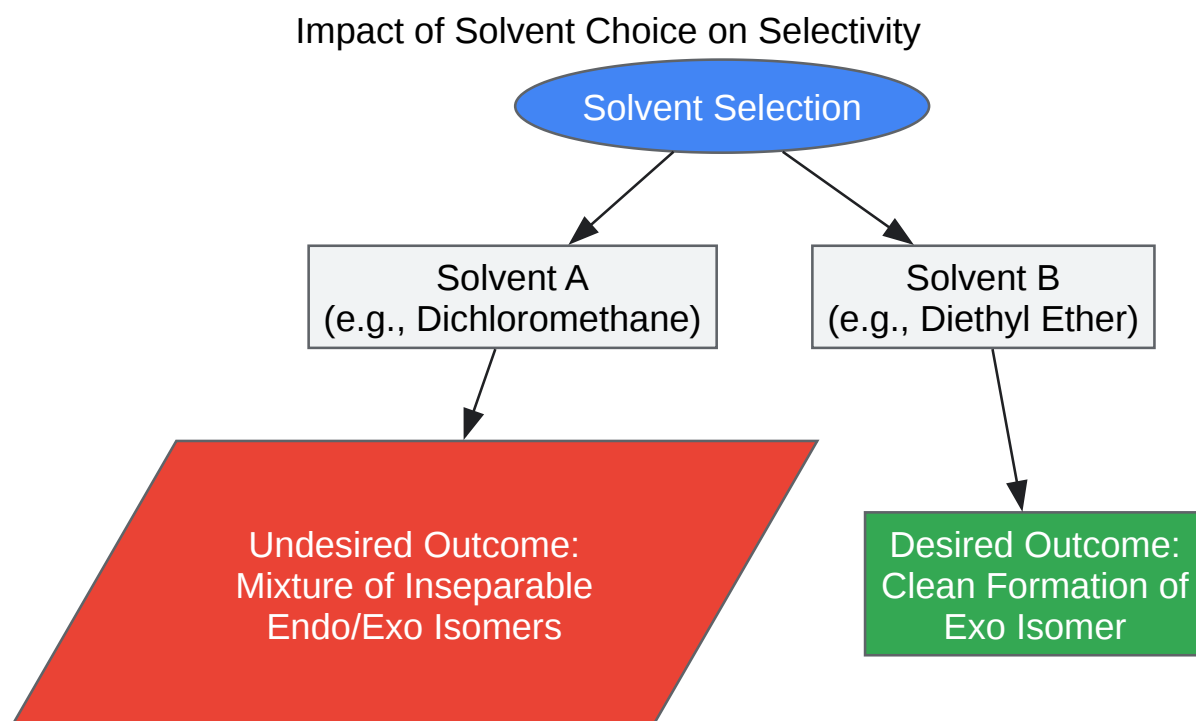 Impact of Solvent Choice on Selectivity
Solvent Selection
Solvent A
(e.g., Dichloromethane)
Solvent B
(e.g., Diethyl Ether)
Undesired Outcome:
Mixture of Inseparable
Endo/Exo Isomers
Desired Outcome:
Clean Formation of
Exo Isomer